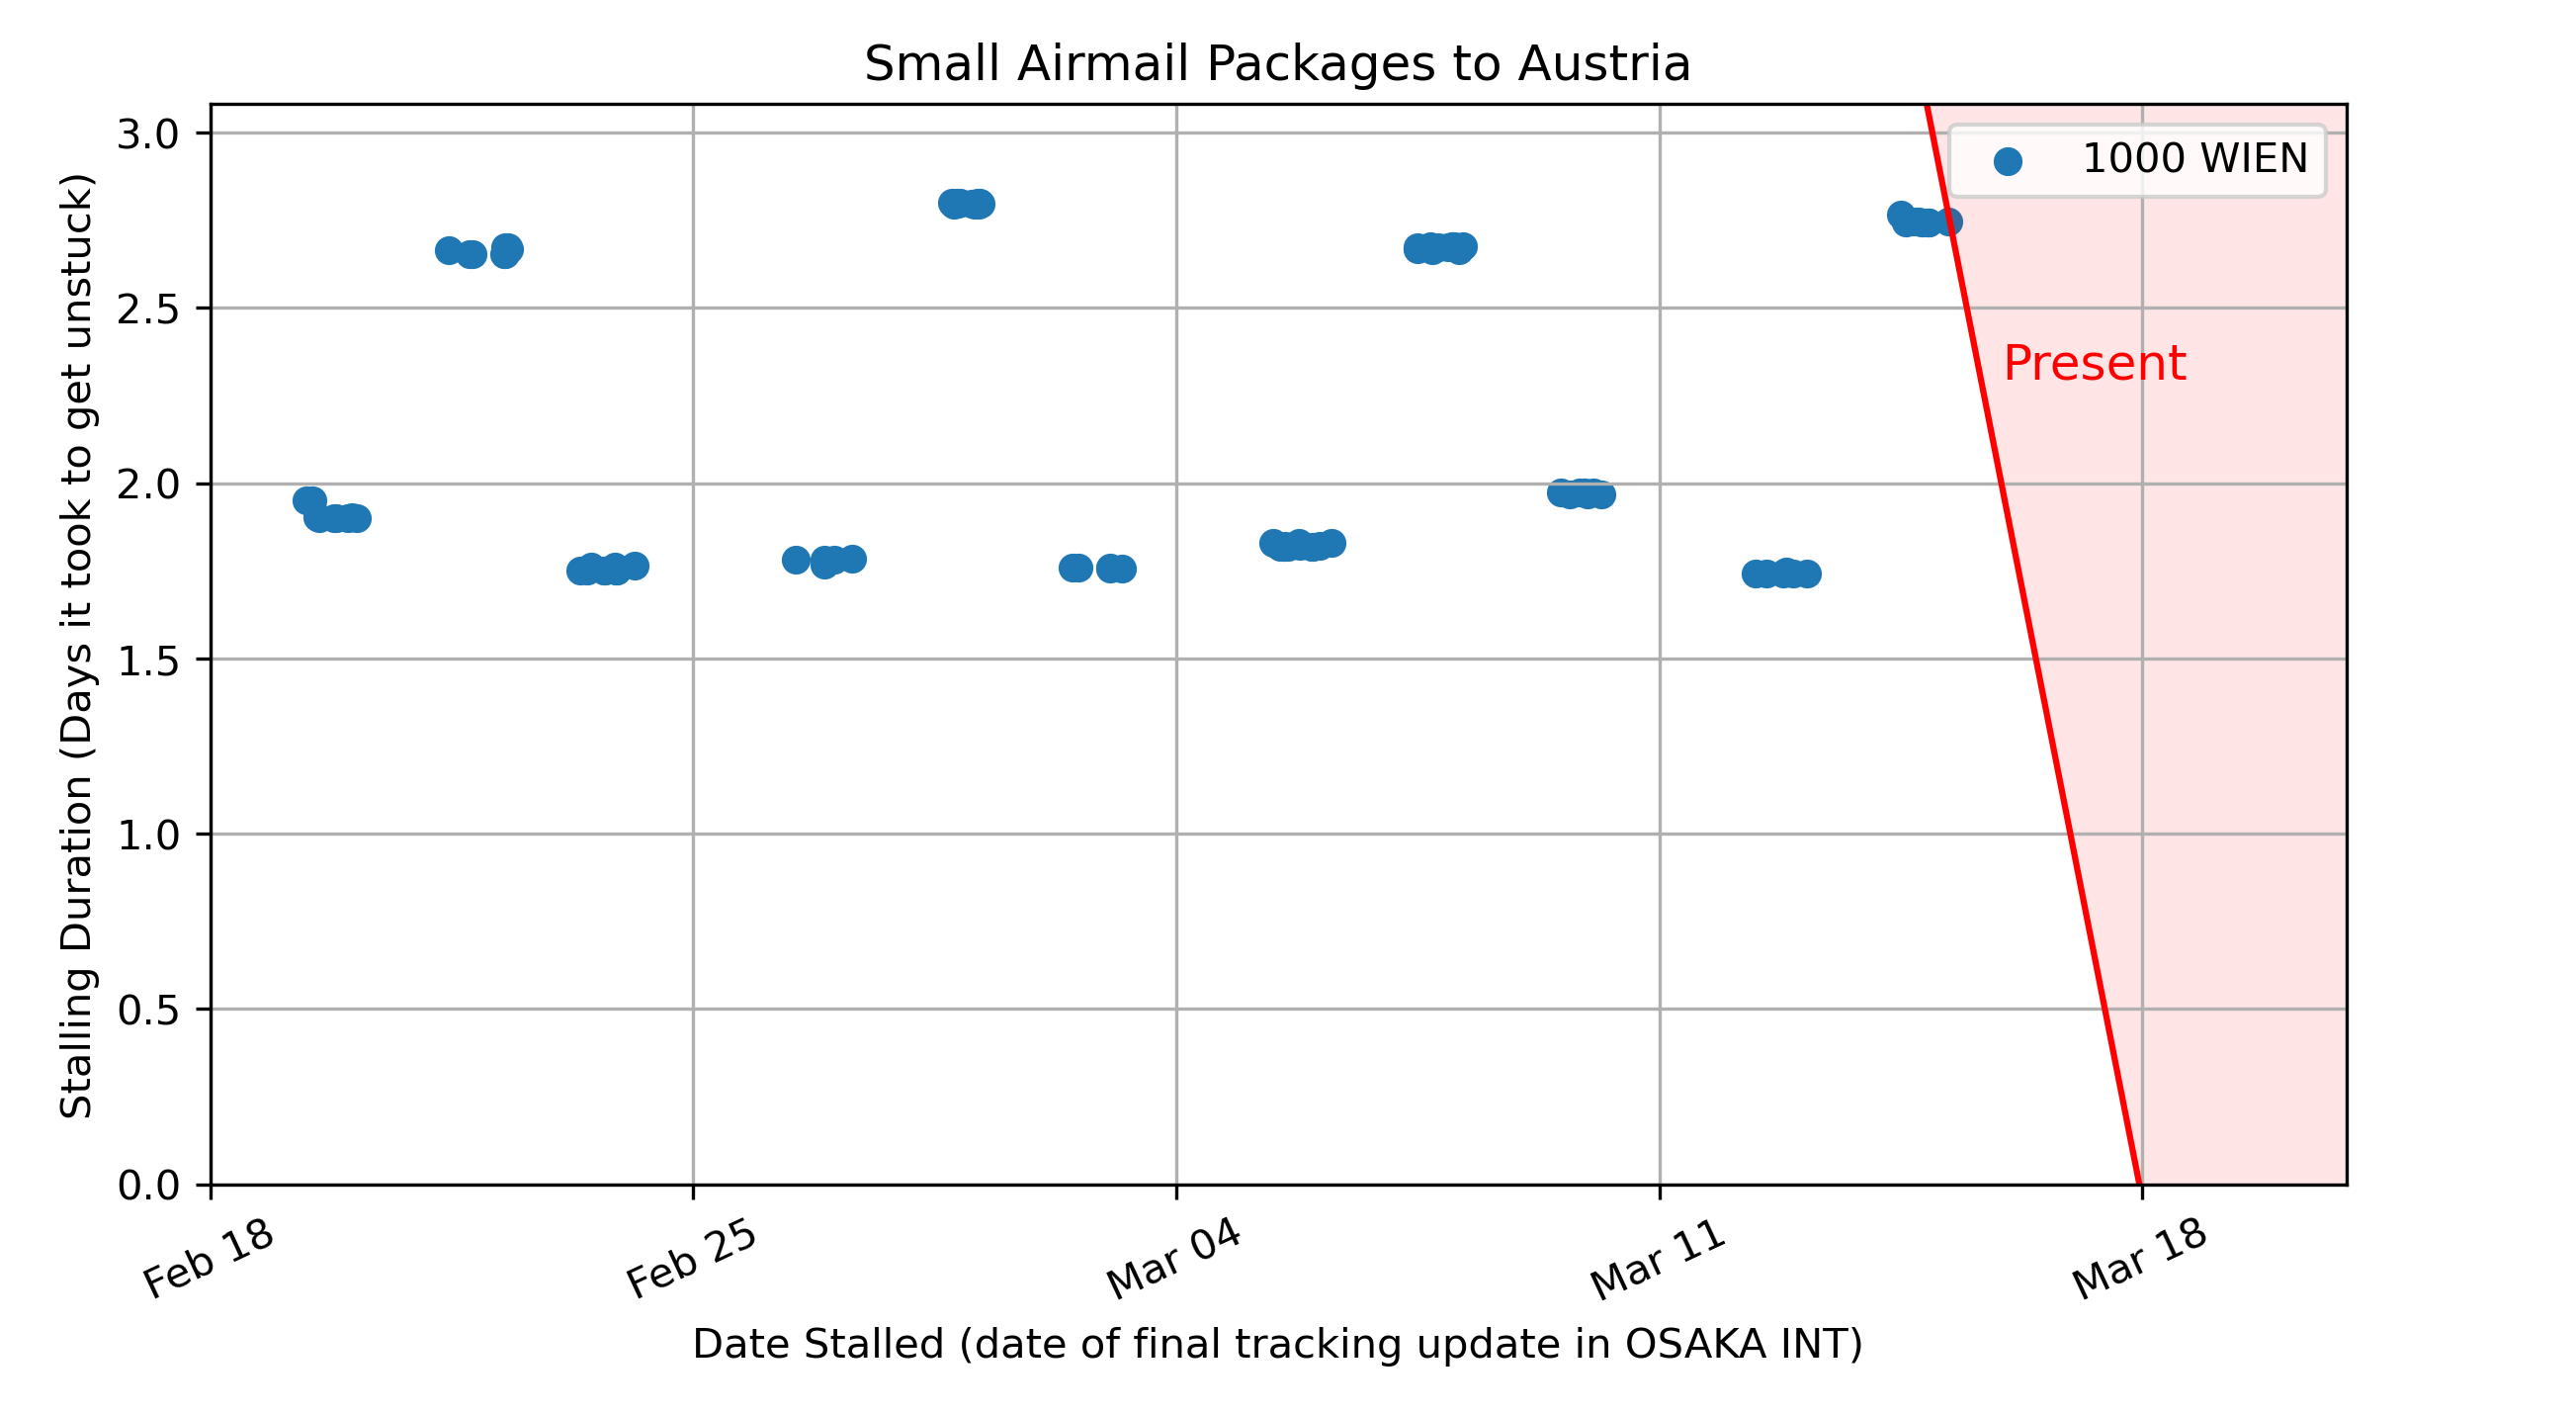 Small Airmail Packages to Austria
3.0
2.5
2.0
1.5
1.0
0.5
0.0
Stalling Duration (Days it took to get unstuck)
1000 WIEN
Present
Feb 18
Feb 25
Mar 04
Mar 11
Mar 18
Date Stalled (date of final tracking update in OSAKA INT)